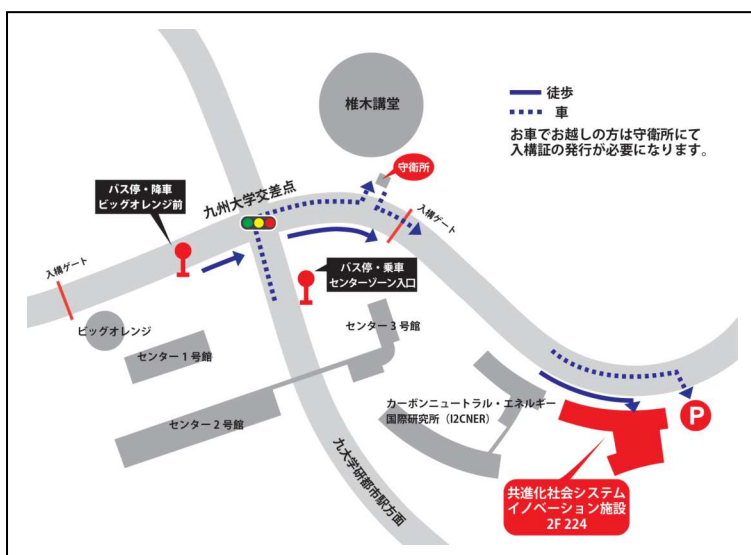 椎木講堂
徒歩
車
お車でお越しの方は守衛所にて
入構証の発行が必要になります。
守衛所
バス停・降車
ビッグオレンジ前
九州大学交差点
入構ゲート
入構ゲート
バス停・乗車
センターゾーン入口
ビッグオレンジ
センター1号館
センター3号館
センター2号館
カーボンニュートラル・エネルギー
国際研究所（I2CNER）
P
九大学研都市駅方面
共進化社会システム
イノベーション施設
2F 224